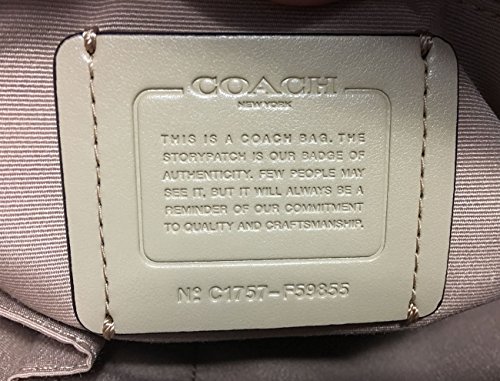 COACH
NEW YORK
THIS IS A COACH BAG. THE
STORYPATCH IS OUR BADGE OF
AUTHENTICITY. FEW PEOPLE MAY
SEE IT, BUT IT WILL ALWAYS BE A
REMINDER OF OUR COMMITMENT
TO QUALITY AND CRAFTSMANSHIP.
Nº C1757-F59855